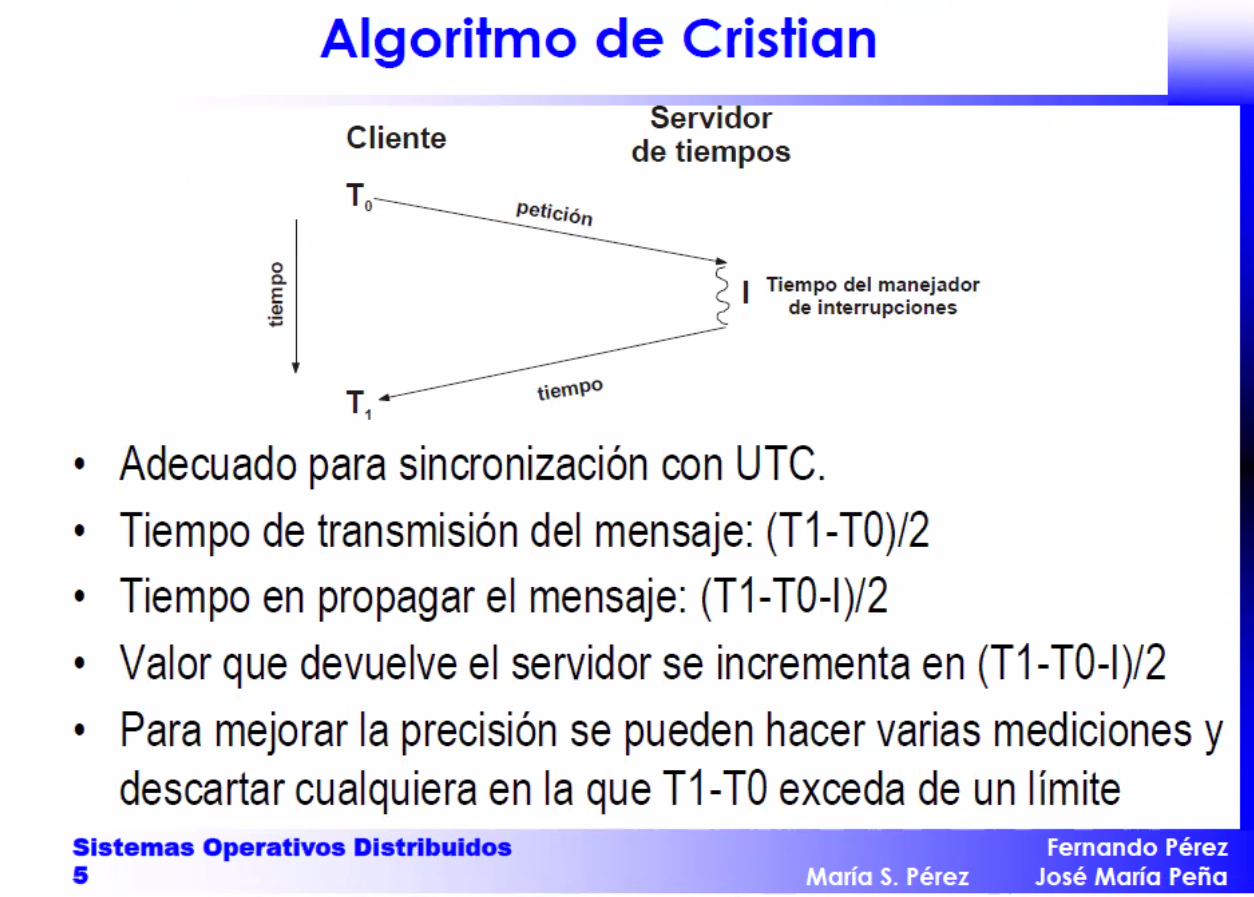 Algoritmo de Cristian
Cliente
Servidor
de tiempos
T0
petición
tiempo
I
Tiempo del manejador
de interrupciones
tiempo
T1
• Adecuado para sincronización con UTC.
• Tiempo de transmisión del mensaje: (T1-T0)/2
• Tiempo en propagar el mensaje: (T1-T0-I)/2
• Valor que devuelve el servidor se incrementa en (T1-T0-I)/2
• Para mejorar la precisión se pueden hacer varias mediciones y
descartar cualquiera en la que T1-T0 exceda de un límite
Sistemas Operativos Distribuidos
5
Fernando Pérez
María S. Pérez
José María Peña